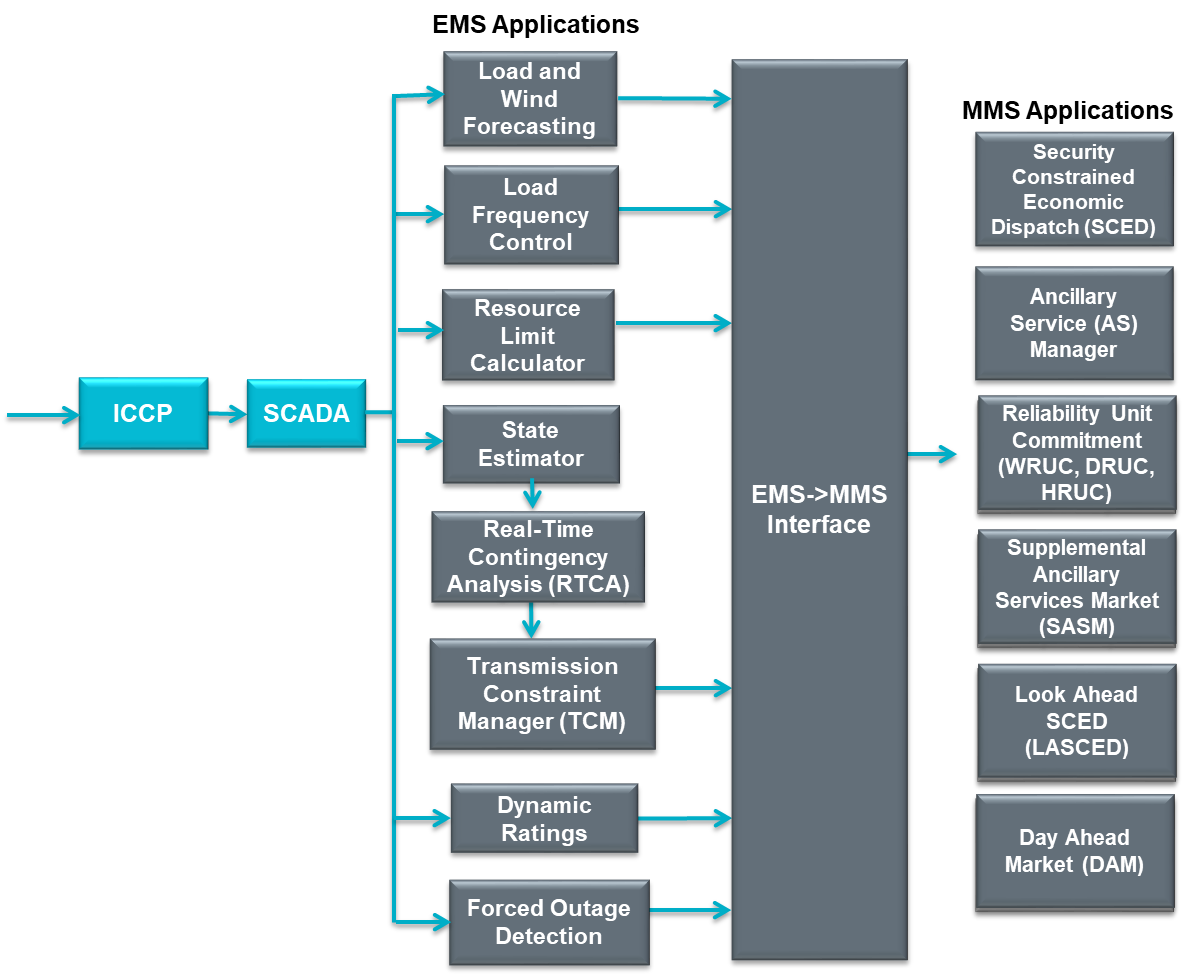 EMS Applications
Load and
Wind
Forecasting
Load
Frequency
Control
Resource
Limit
Calculator
ICCP
SCADA
State
Estimator
Real-Time
Contingency
Analysis (RTCA)
Transmission
Constraint
Manager (TCM)
Dynamic
Ratings
Forced Outage
Detection
EMS->MMS
Interface
MMS Applications
Security
Constrained
Economic
Dispatch (SCED)
Ancillary
Service (AS)
Manager
Reliability Unit
Commitment
(WRUC, DRUC,
HRUC)
Supplemental
Ancillary
Services Market
(SASM)
Look Ahead
SCED
(LASCED)
Day Ahead
Market (DAM)